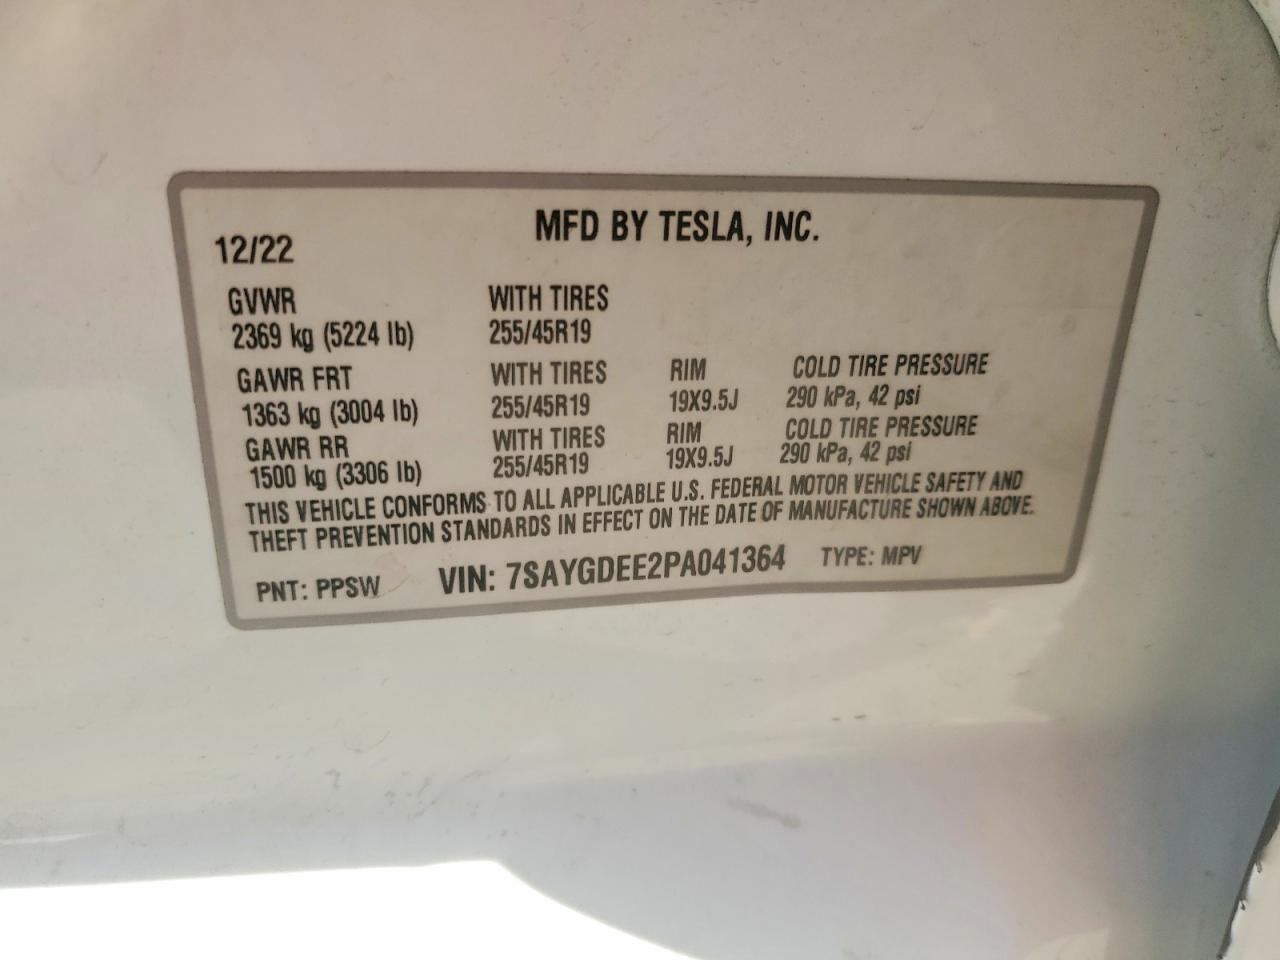 MFD BY TESLA, INC.
12/22
GVWR WITH TIRES
2369 kg (5224 lb) 255/45R19
GAWR FRT WITH TIRES RIM COLD TIRE PRESSURE
1363 kg (3004 lb) 255/45R19 19X9.5J 290 kPa, 42 psi
GAWR RR WITH TIRES RIM COLD TIRE PRESSURE
1500 kg (3306 lb) 255/45R19 19X9.5J 290 kPa, 42 psi
THIS VEHICLE CONFORMS TO ALL APPLICABLE U.S. FEDERAL MOTOR VEHICLE SAFETY AND
THEFT PREVENTION STANDARDS IN EFFECT ON THE DATE OF MANUFACTURE SHOWN ABOVE.
PNT: PPSW VIN: 7SAYGDEE2PA041364 TYPE: MPV